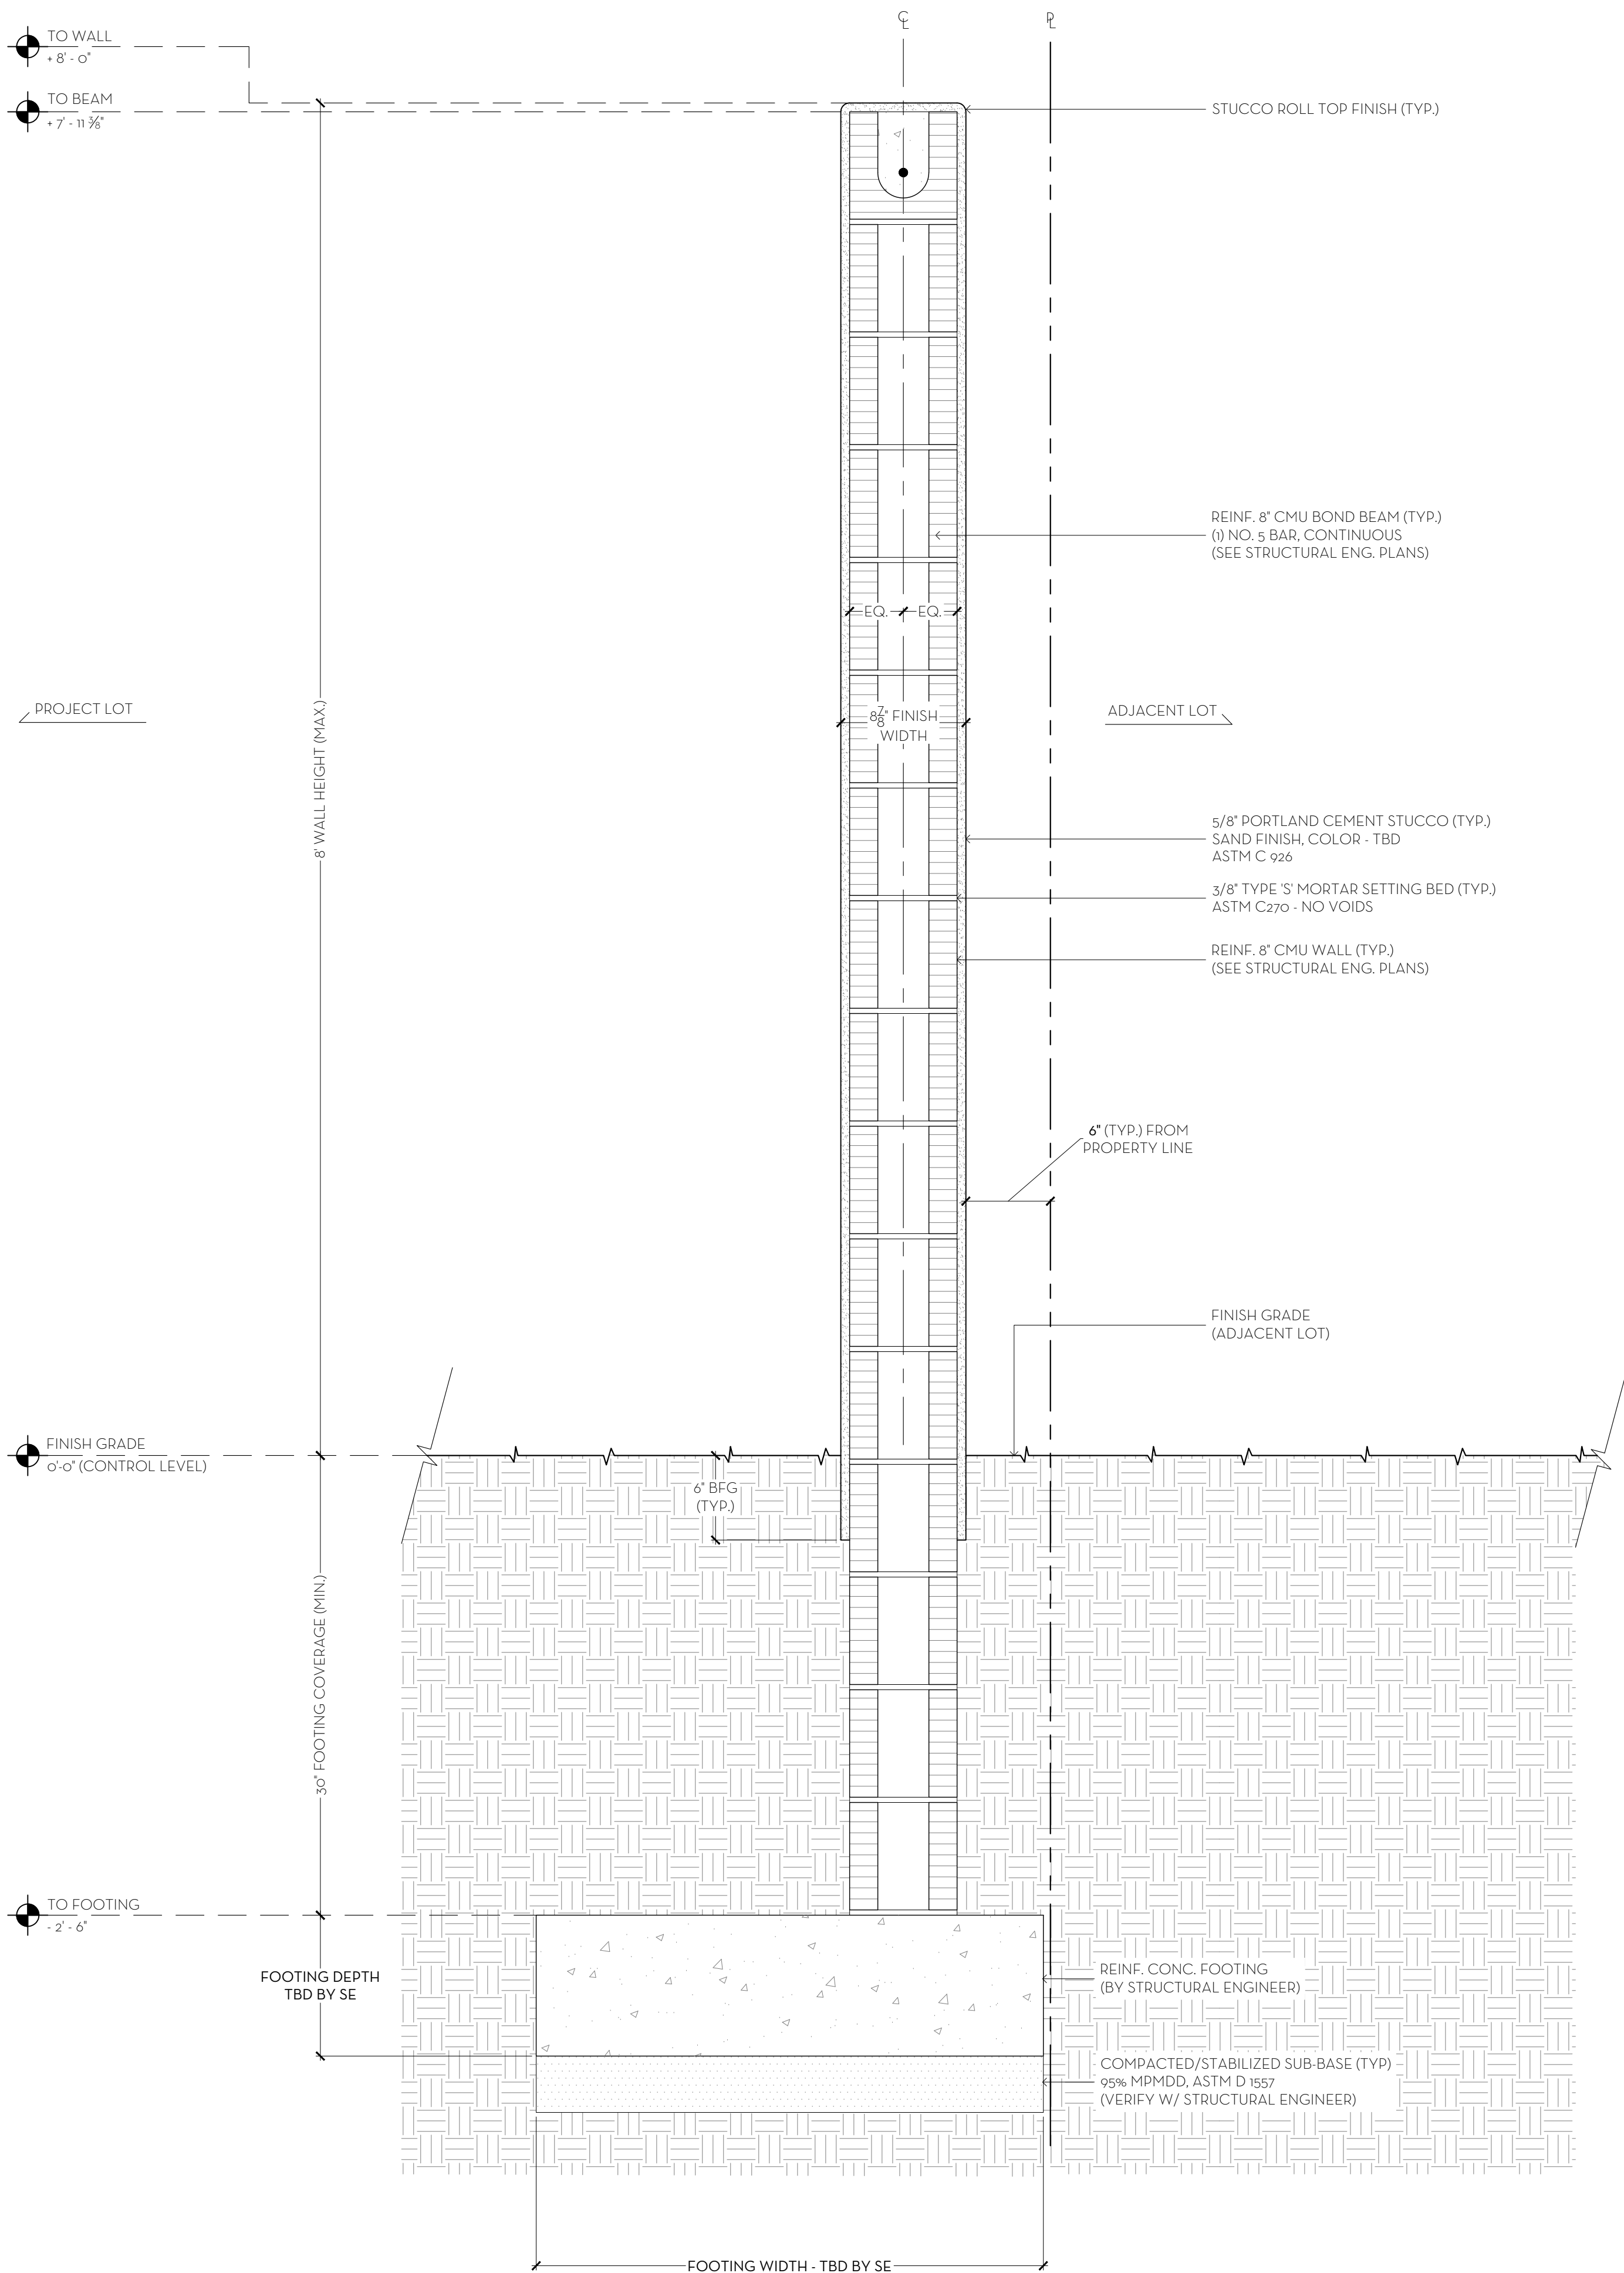 ℄
PL
TO WALL
+ 8' - 0"
TO BEAM
+ 7' - 11 3/8"
STUCCO ROLL TOP FINISH (TYP.)
REINF. 8" CMU BOND BEAM (TYP.)
(1) NO. 5 BAR, CONTINUOUS
(SEE STRUCTURAL ENG. PLANS)
EQ.
EQ.
PROJECT LOT
8' WALL HEIGHT (MAX.)
8 7/8" FINISH
WIDTH
ADJACENT LOT
5/8" PORTLAND CEMENT STUCCO (TYP.)
SAND FINISH, COLOR - TBD
ASTM C 926
3/8" TYPE 'S' MORTAR SETTING BED (TYP.)
ASTM C270 - NO VOIDS
REINF. 8" CMU WALL (TYP.)
(SEE STRUCTURAL ENG. PLANS)
6" (TYP.) FROM
PROPERTY LINE
FINISH GRADE
(ADJACENT LOT)
FINISH GRADE
0'-0" (CONTROL LEVEL)
6" BFG
(TYP.)
30" FOOTING COVERAGE (MIN.)
TO FOOTING
- 2' - 6"
FOOTING DEPTH
TBD BY SE
REINF. CONC. FOOTING
(BY STRUCTURAL ENGINEER)
COMPACTED/STABILIZED SUB-BASE (TYP)
95% MPMDD, ASTM D 1557
(VERIFY W/ STRUCTURAL ENGINEER)
FOOTING WIDTH - TBD BY SE